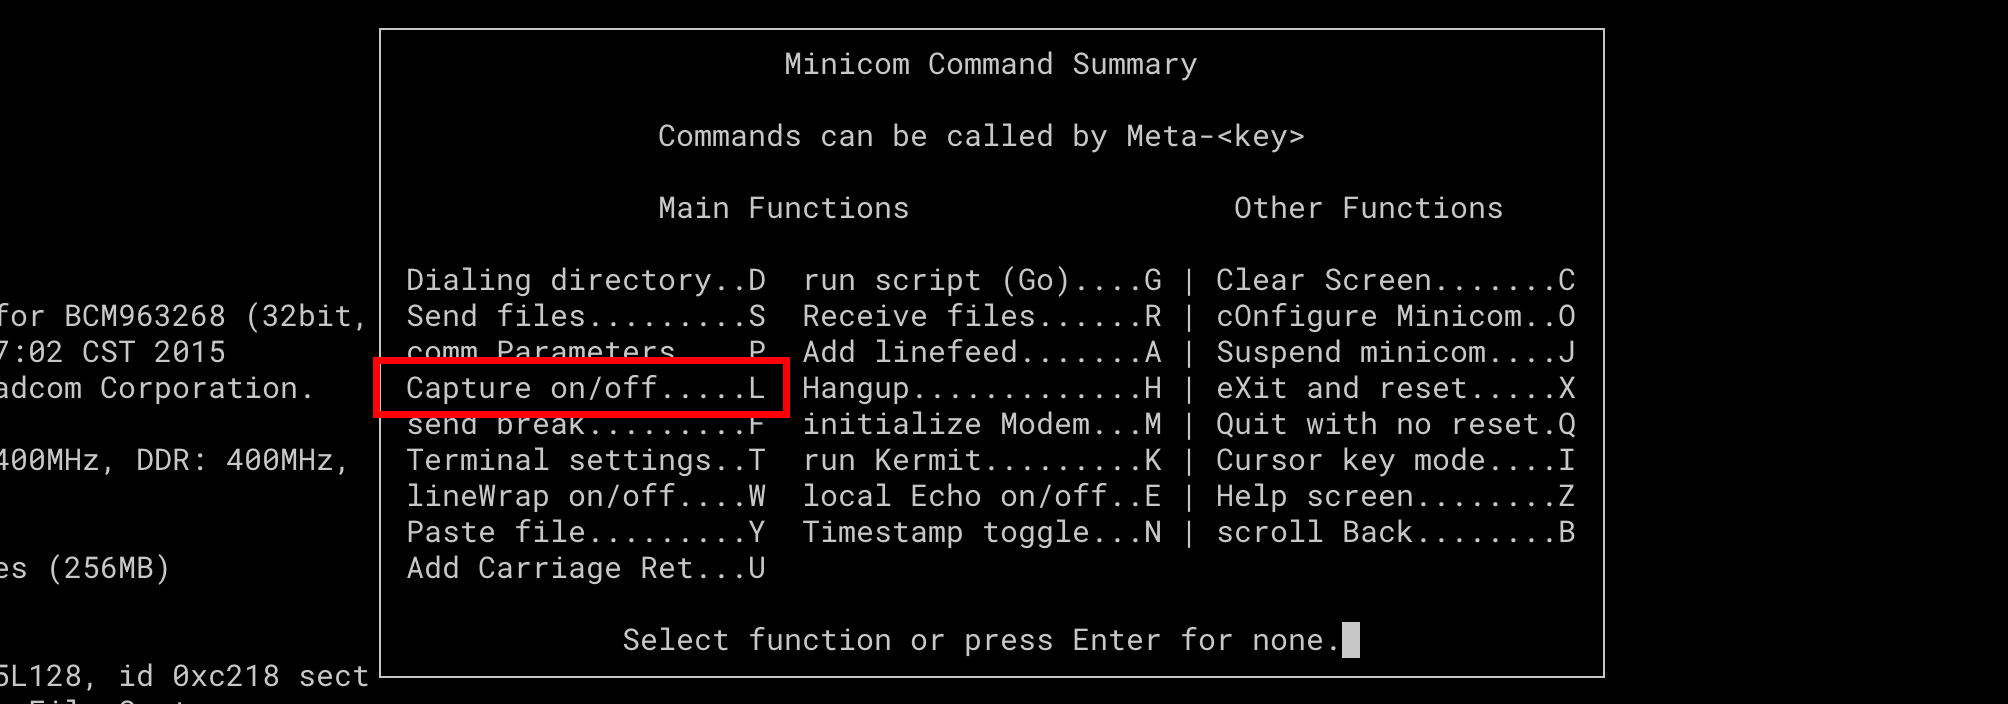 Minicom Command Summary
Commands can be called by Meta-<key>
Main Functions Other Functions
Dialing directory..D run script (Go)....G | Clear Screen.......C
for BCM963268 (32bit, Send files.........S Receive files......R | cOnfigure Minicom..O
7:02 CST 2015 comm Parameters....P Add linefeed.......A | Suspend minicom....J
adcom Corporation. Capture on/off.....L Hangup.............H | eXit and reset.....X
send break.........F initialize Modem...M | Quit with no reset.Q
400MHz, DDR: 400MHz, Terminal settings..T run Kermit.........K | Cursor key mode....I
lineWrap on/off....W local Echo on/off..E | Help screen........Z
Paste file.........Y Timestamp toggle...N | scroll Back........B
es (256MB) Add Carriage Ret...U
Select function or press Enter for none.
5L128, id 0xc218 sect